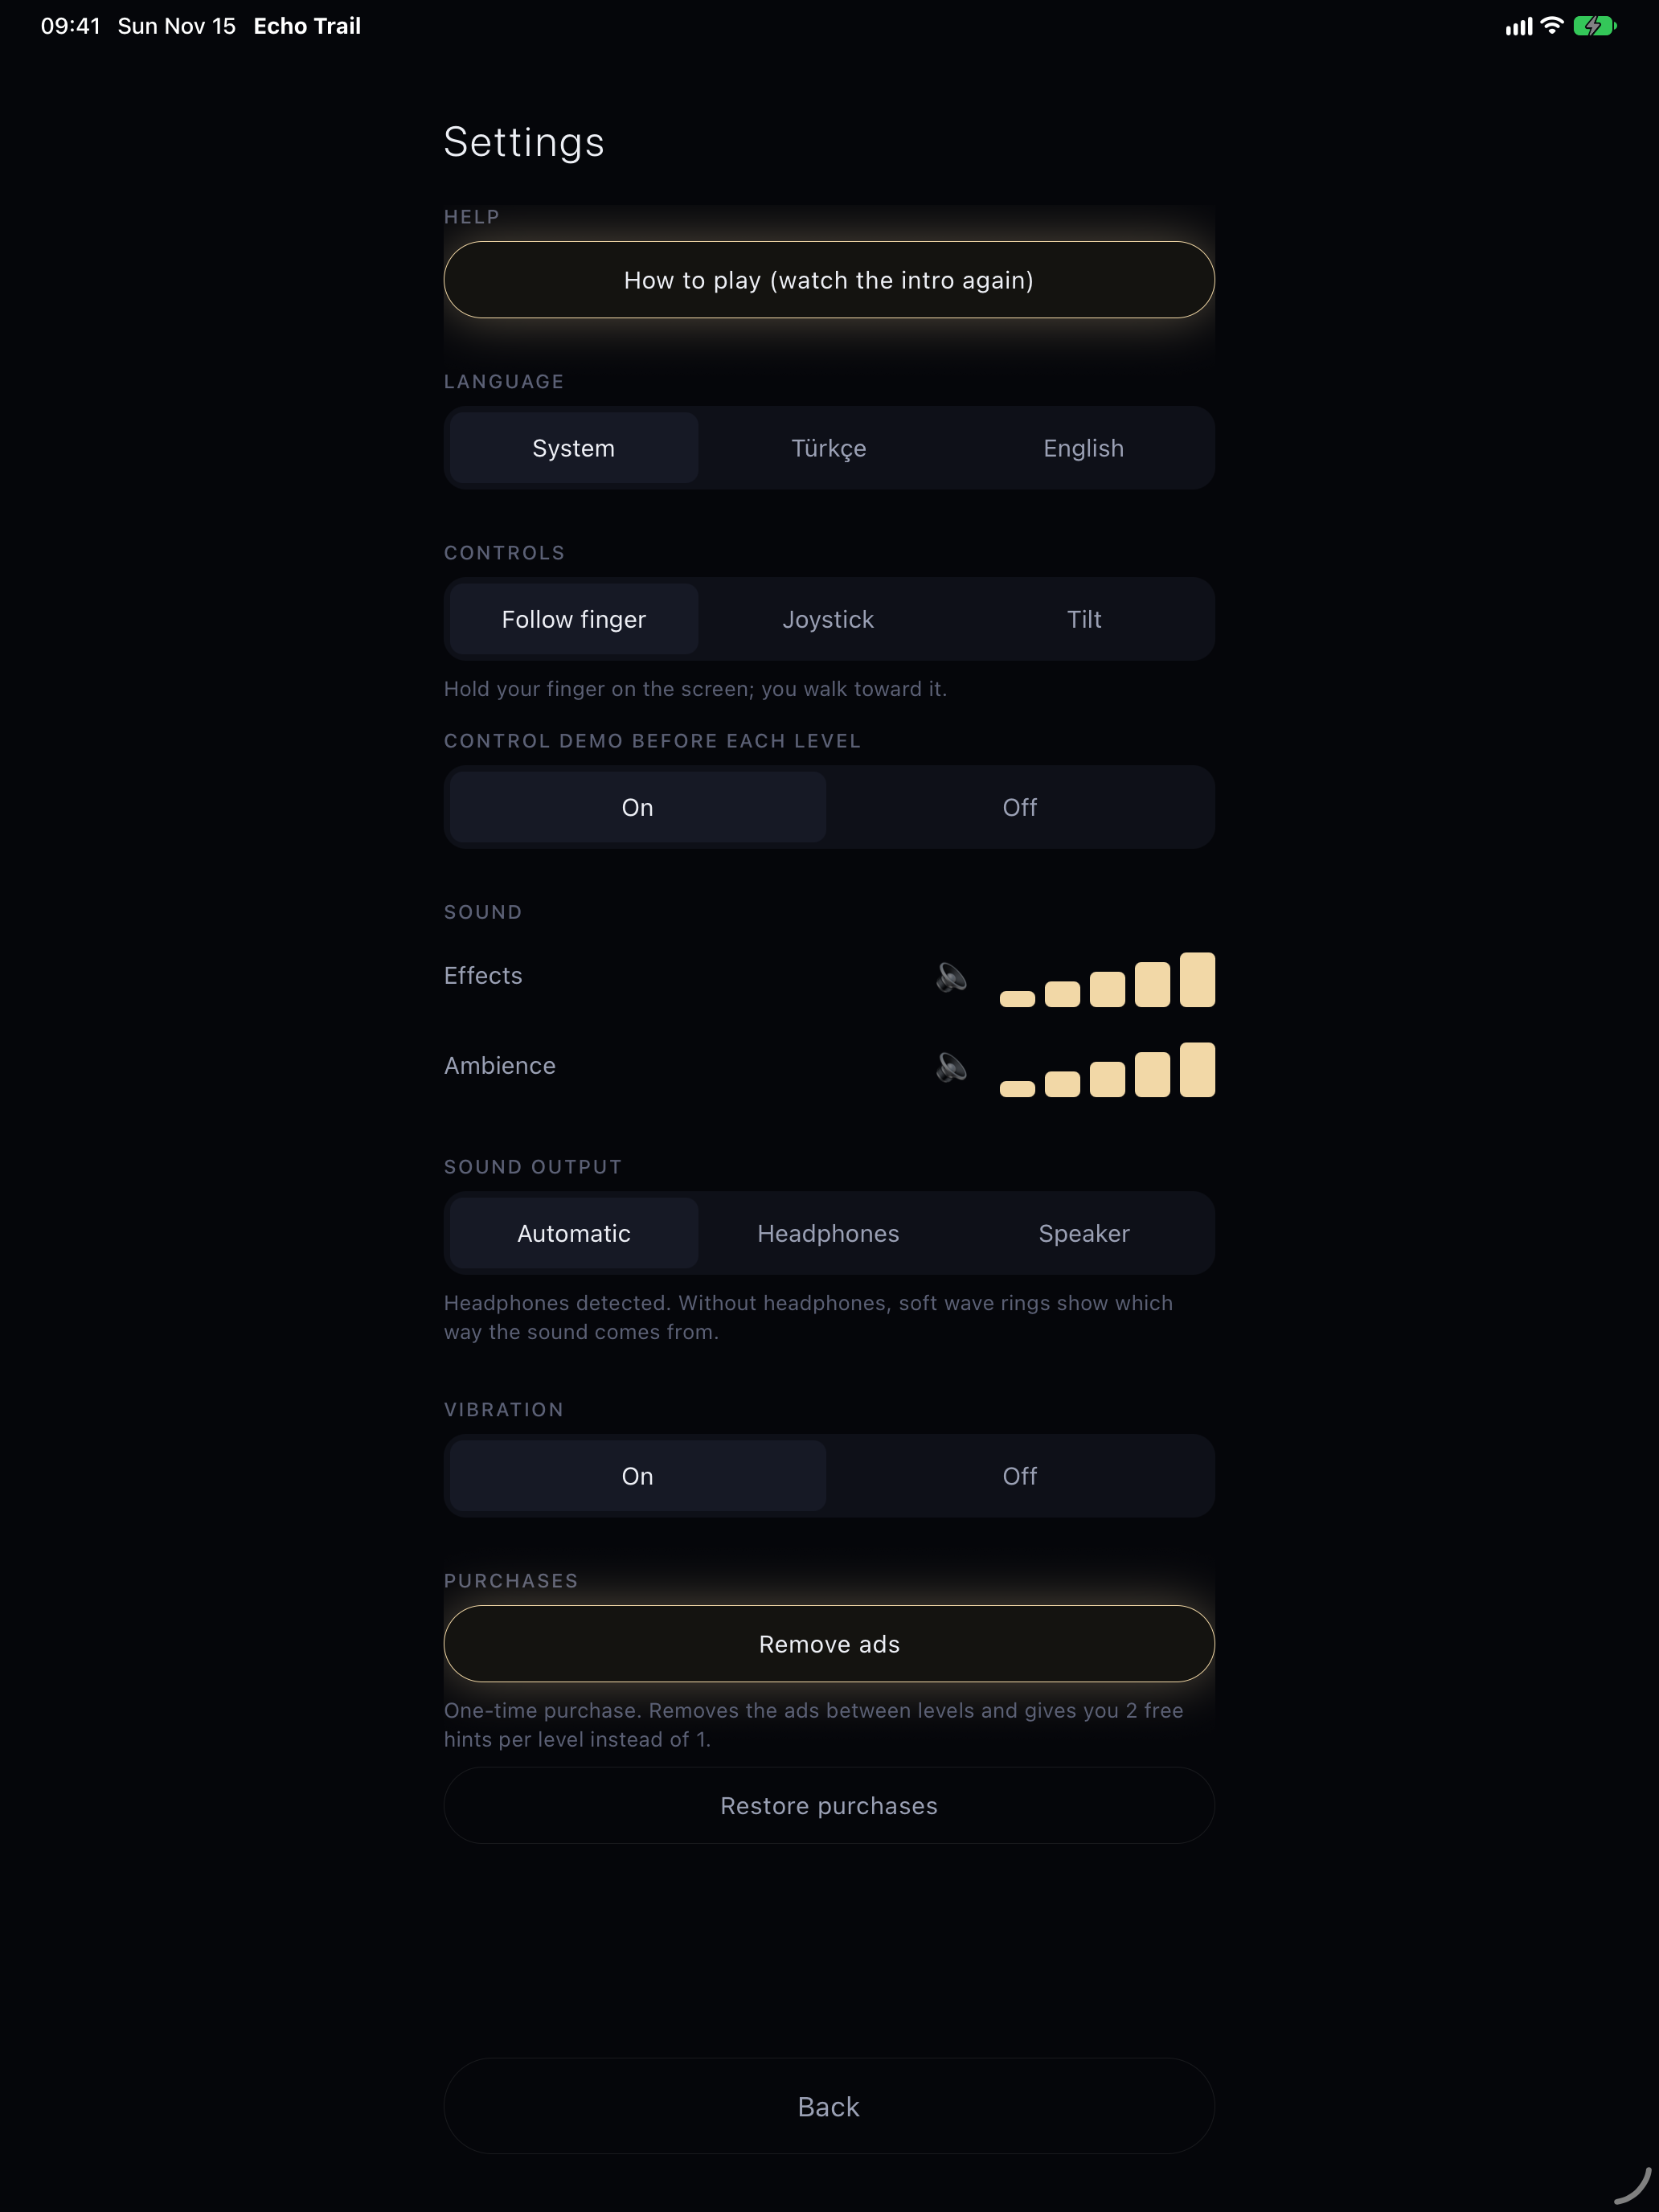 09:41 Sun Nov 15 Echo Trail
Settings
HELP
How to play (watch the intro again)
LANGUAGE
System Türkçe English
CONTROLS
Follow finger Joystick Tilt
Hold your finger on the screen; you walk toward it.
CONTROL DEMO BEFORE EACH LEVEL
On Off
SOUND
Effects
Ambience
SOUND OUTPUT
Automatic Headphones Speaker
Headphones detected. Without headphones, soft wave rings show which
way the sound comes from.
VIBRATION
On Off
PURCHASES
Remove ads
One-time purchase. Removes the ads between levels and gives you 2 free
hints per level instead of 1.
Restore purchases
Back